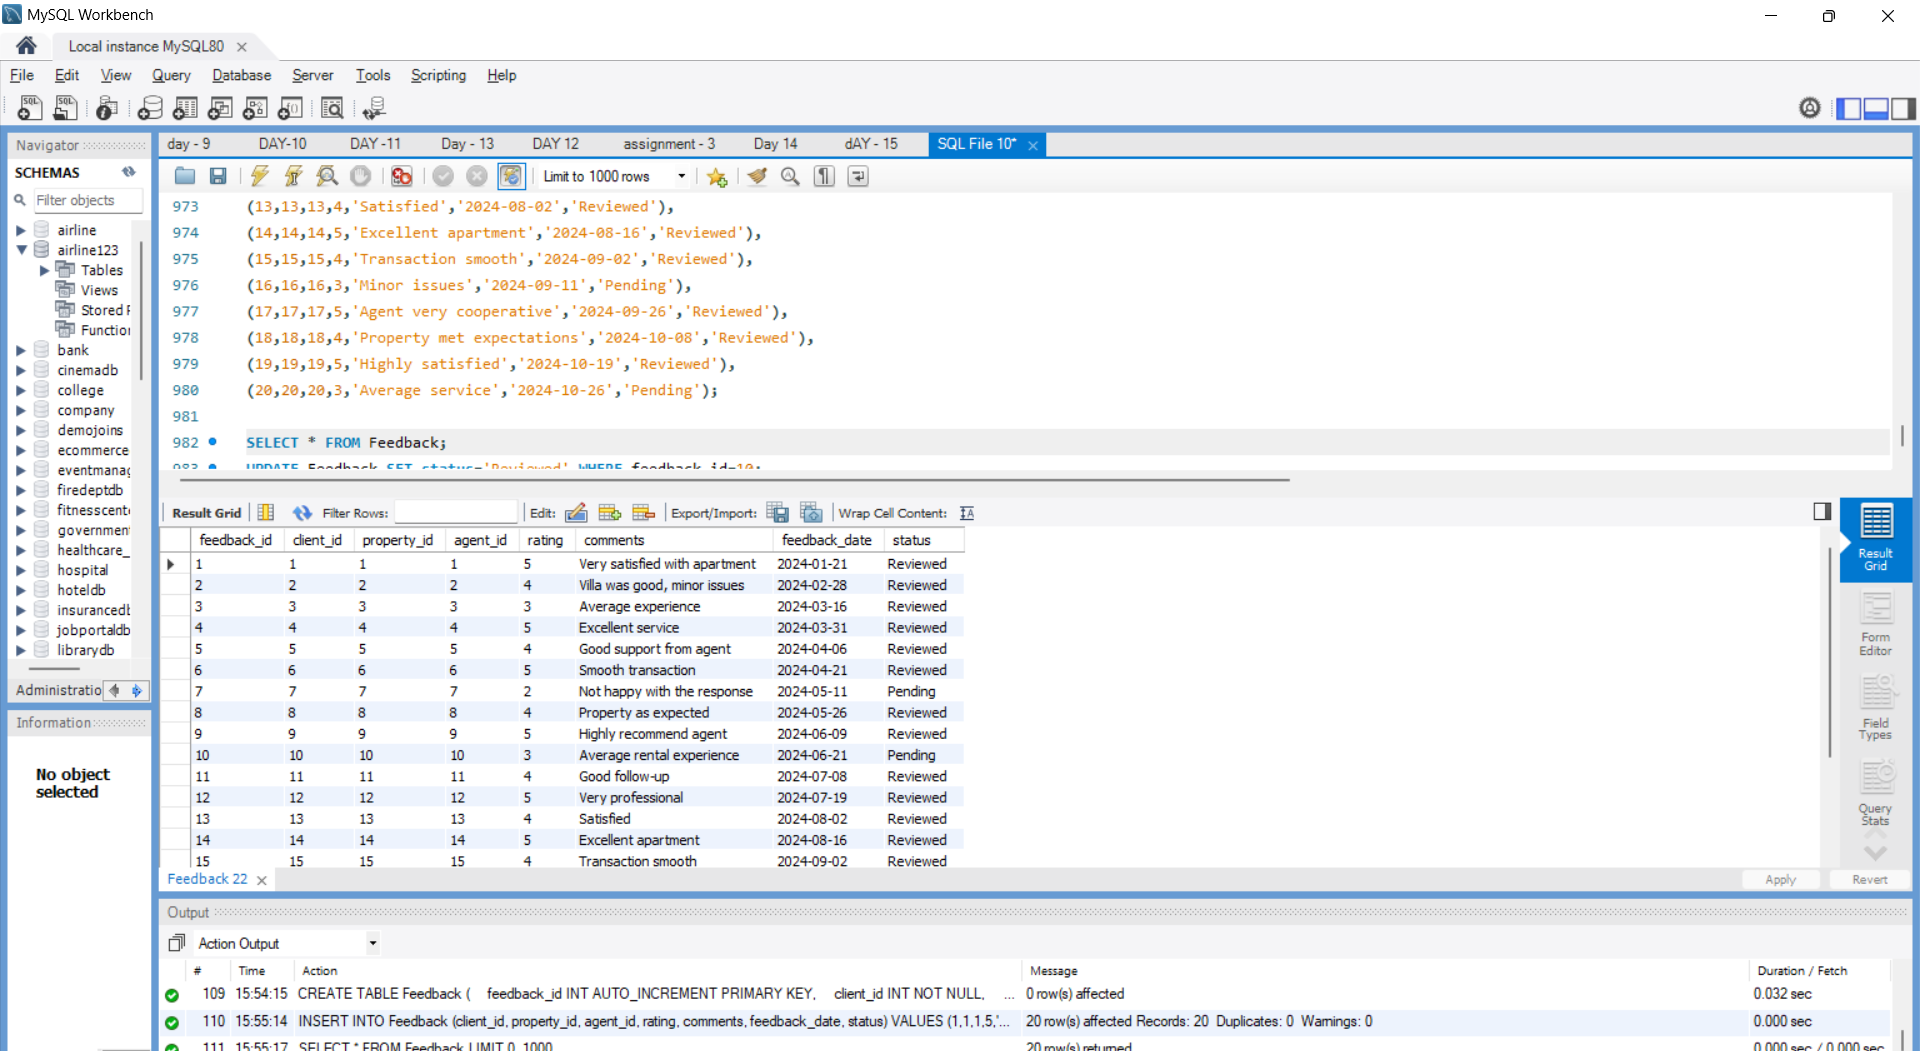 MySQL Workbench
Local instance MySQL80
File Edit View Query Database Server Tools Scripting Help
Navigator
SCHEMAS
Filter objects
airline
airline123
Tables
Views
Stored
Functio
bank
cinemadb
college
company
demojoins
ecommerce
eventmanag
firedeptdb
fitnesscent
governmen
healthcare_
hospital
hoteldb
insurancedb
jobportaldb
librarydb
Administratio
Information
No object
selected
day - 9 DAY-10 DAY -11 Day - 13 DAY 12 assignment - 3 Day 14 dAY - 15 SQL File 10*
Limit to 1000 rows
973 (13,13,13,4,'Satisfied','2024-08-02','Reviewed'),
974 (14,14,14,5,'Excellent apartment','2024-08-16','Reviewed'),
975 (15,15,15,4,'Transaction smooth','2024-09-02','Reviewed'),
976 (16,16,16,3,'Minor issues','2024-09-11','Pending'),
977 (17,17,17,5,'Agent very cooperative','2024-09-26','Reviewed'),
978 (18,18,18,4,'Property met expectations','2024-10-08','Reviewed'),
979 (19,19,19,5,'Highly satisfied','2024-10-19','Reviewed'),
980 (20,20,20,3,'Average service','2024-10-26','Pending');
981
982 SELECT * FROM Feedback;
983 UPDATE Feedback SET status='Reviewed' WHERE feedback_id=10;
Result Grid Filter Rows: Edit: Export/Import: Wrap Cell Content: IA
feedback_id client_id property_id agent_id rating comments feedback_date status
1 1 1 1 5 Very satisfied with apartment 2024-01-21 Reviewed
2 2 2 2 4 Villa was good, minor issues 2024-02-28 Reviewed
3 3 3 3 3 Average experience 2024-03-16 Reviewed
4 4 4 4 5 Excellent service 2024-03-31 Reviewed
5 5 5 5 4 Good support from agent 2024-04-06 Reviewed
6 6 6 6 5 Smooth transaction 2024-04-21 Reviewed
7 7 7 7 2 Not happy with the response 2024-05-11 Pending
8 8 8 8 4 Property as expected 2024-05-26 Reviewed
9 9 9 9 5 Highly recommend agent 2024-06-09 Reviewed
10 10 10 10 3 Average rental experience 2024-06-21 Pending
11 11 11 11 4 Good follow-up 2024-07-08 Reviewed
12 12 12 12 5 Very professional 2024-07-19 Reviewed
13 13 13 13 4 Satisfied 2024-08-02 Reviewed
14 14 14 14 5 Excellent apartment 2024-08-16 Reviewed
15 15 15 15 4 Transaction smooth 2024-09-02 Reviewed
Result
Grid
Form
Editor
Field
Types
Query
Stats
Feedback 22
Apply Revert
Output
Action Output
# Time Action Message Duration / Fetch
109 15:54:15 CREATE TABLE Feedback ( feedback_id INT AUTO_INCREMENT PRIMARY KEY, client_id INT NOT NULL, ... 0 row(s) affected 0.032 sec
110 15:55:14 INSERT INTO Feedback (client_id, property_id, agent_id, rating, comments, feedback_date, status) VALUES (1,1,1,5,'... 20 row(s) affected Records: 20 Duplicates: 0 Warnings: 0 0.000 sec
111 15:55:17 SELECT * FROM Feedback LIMIT 0, 1000 20 row(s) returned 0.000 sec / 0.000 sec